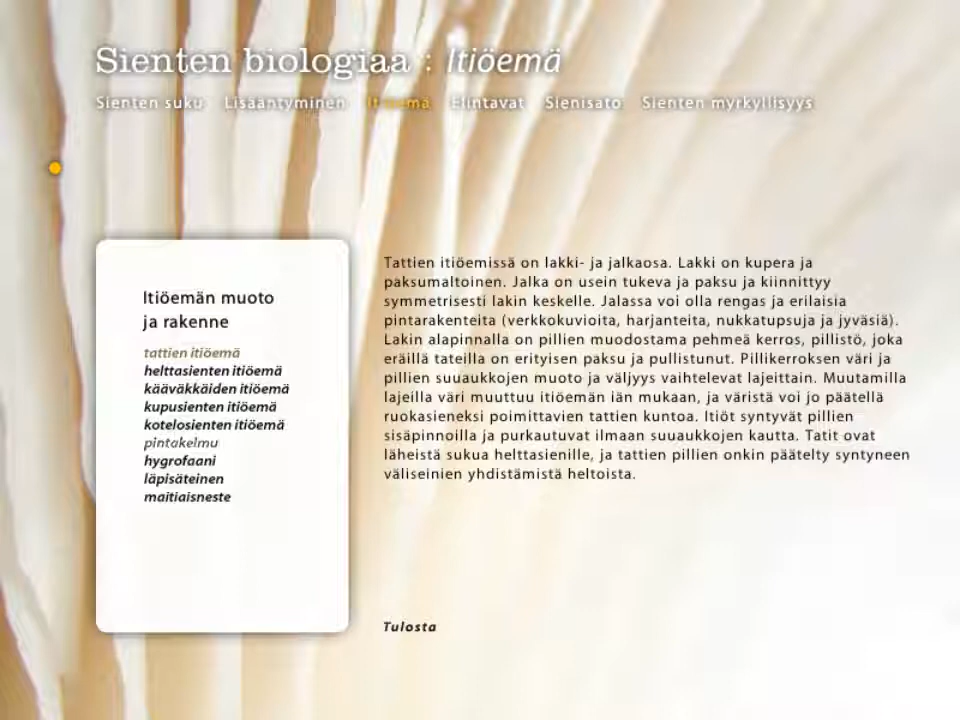 Sienten biologiaa : Itiöemä
Sienten suku Lisääntyminen Itiöemä Elintavat Sienisato Sienten myrkyllisyys
Itiöemän muoto
ja rakenne
tattien itiöemä
helttasienten itiöemä
kääväkkäiden itiöemä
kupusienten itiöemä
kotelosienten itiöemä
pintakelmu
hygrofaani
läpisäteinen
maitiaisneste
Tattien itiöemissä on lakki- ja jalkaosa. Lakki on kupera ja
paksumaltoinen. Jalka on usein tukeva ja paksu ja kiinnittyy
symmetrisesti lakin keskelle. Jalassa voi olla rengas ja erilaisia
pintarakenteita (verkkokuvioita, harjanteita, nukkatupsuja ja jyväsiä).
Lakin alapinnalla on pillien muodostama pehmeä kerros, pillistö, joka
eräillä tateilla on erityisen paksu ja pullistunut. Pillikerroksen väri ja
pillien suuaukkojen muoto ja väljyys vaihtelevat lajeittain. Muutamilla
lajeilla väri muuttuu itiöemän iän mukaan, ja väristä voi jo päätellä
ruokasieneksi poimittavien tattien kuntoa. Itiöt syntyvät pillien
sisäpinnoilla ja purkautuvat ilmaan suuaukkojen kautta. Tatit ovat
läheistä sukua helttasienille, ja tattien pillien onkin päätelty syntyneen
väliseinien yhdistämistä heltoista.
Tulosta